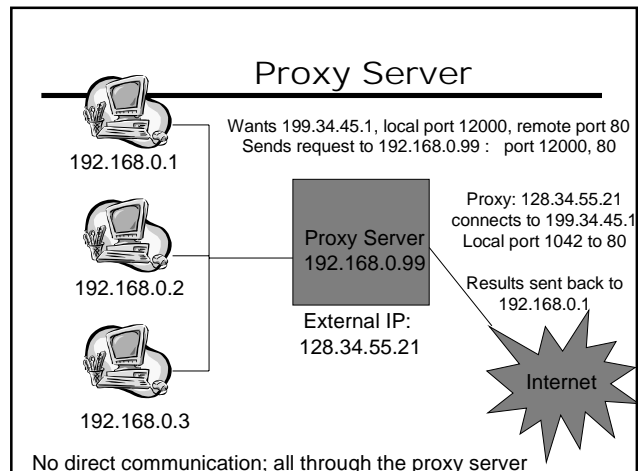 Proxy Server
Wants 199.34.45.1, local port 12000, remote port 80
Sends request to 192.168.0.99 : port 12000, 80
192.168.0.1
Proxy: 128.34.55.21
connects to 199.34.45.1
Local port 1042 to 80
Proxy Server
192.168.0.99
Results sent back to
192.168.0.1
192.168.0.2
External IP:
128.34.55.21
Internet
192.168.0.3
No direct communication; all through the proxy server